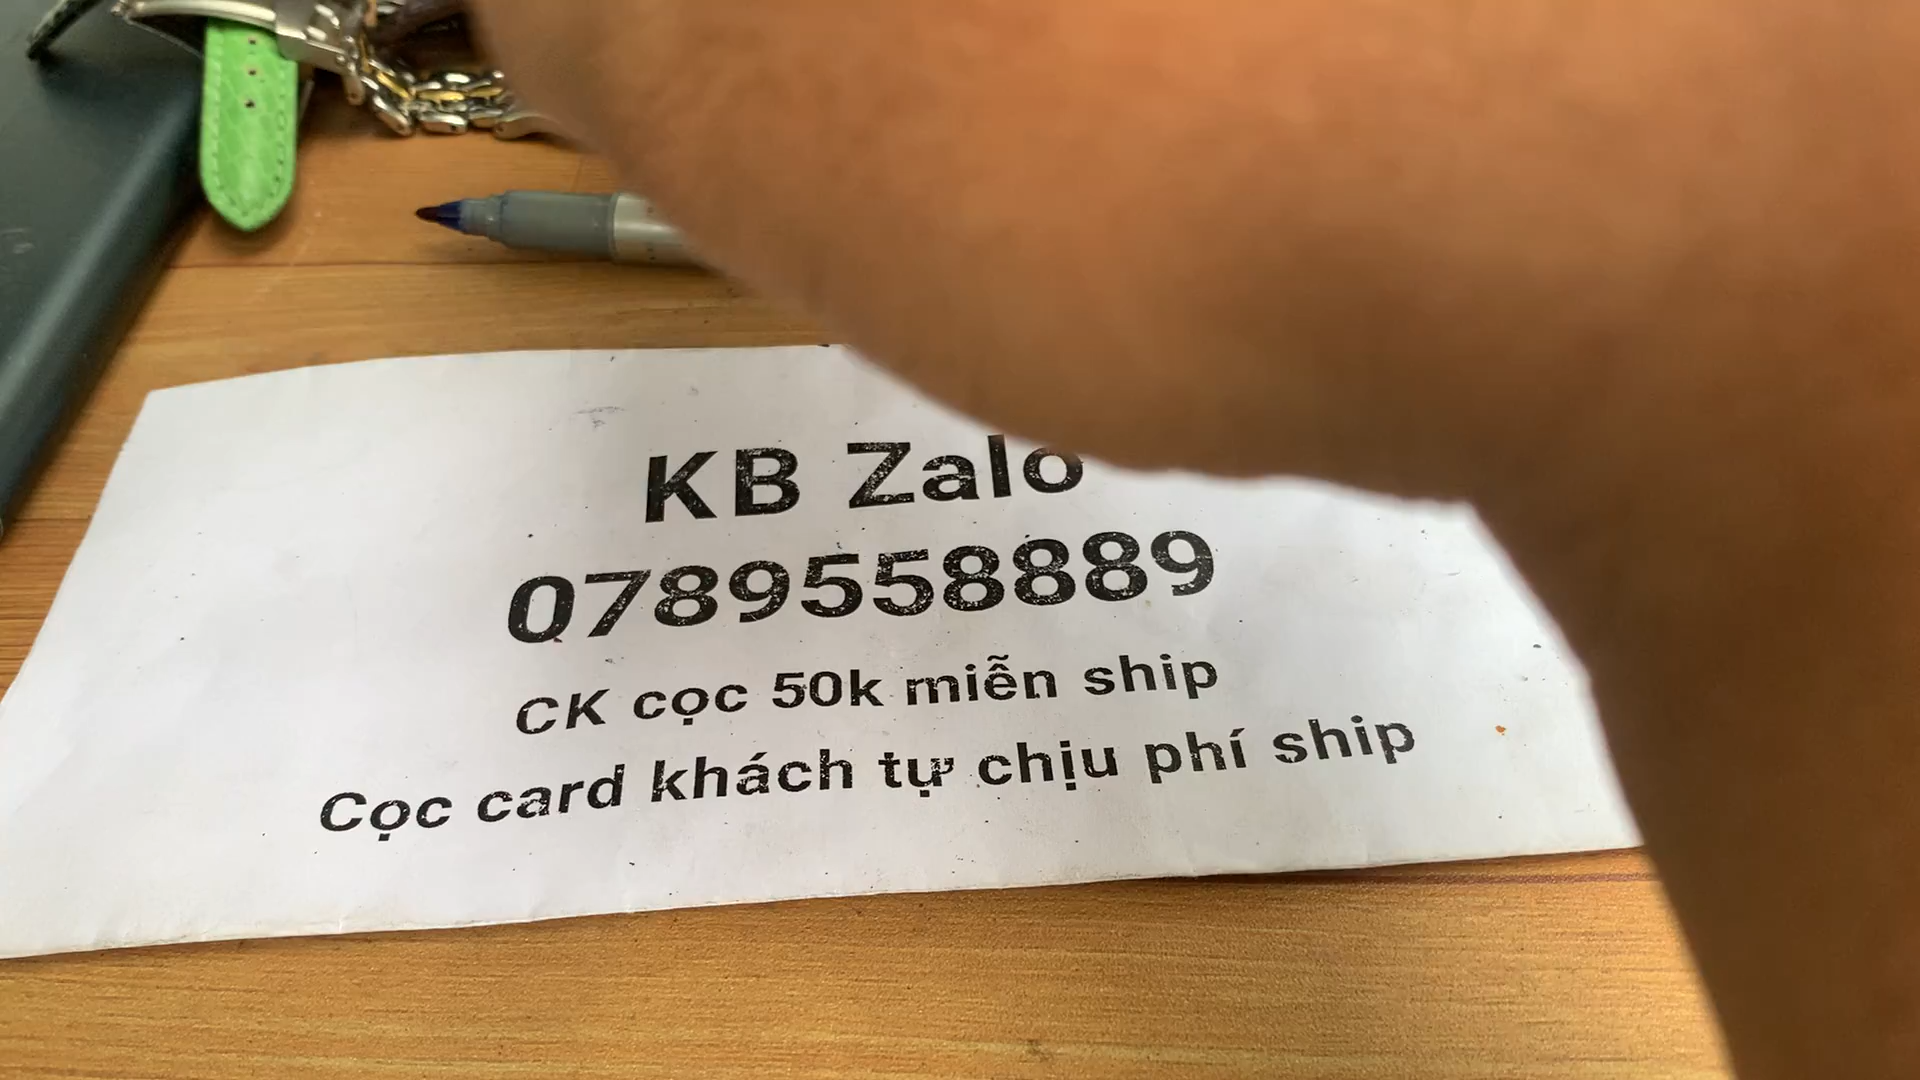 KB Zalo
0789558889
CK cọc 50k miễn ship
Cọc card khách tự chịu phí ship